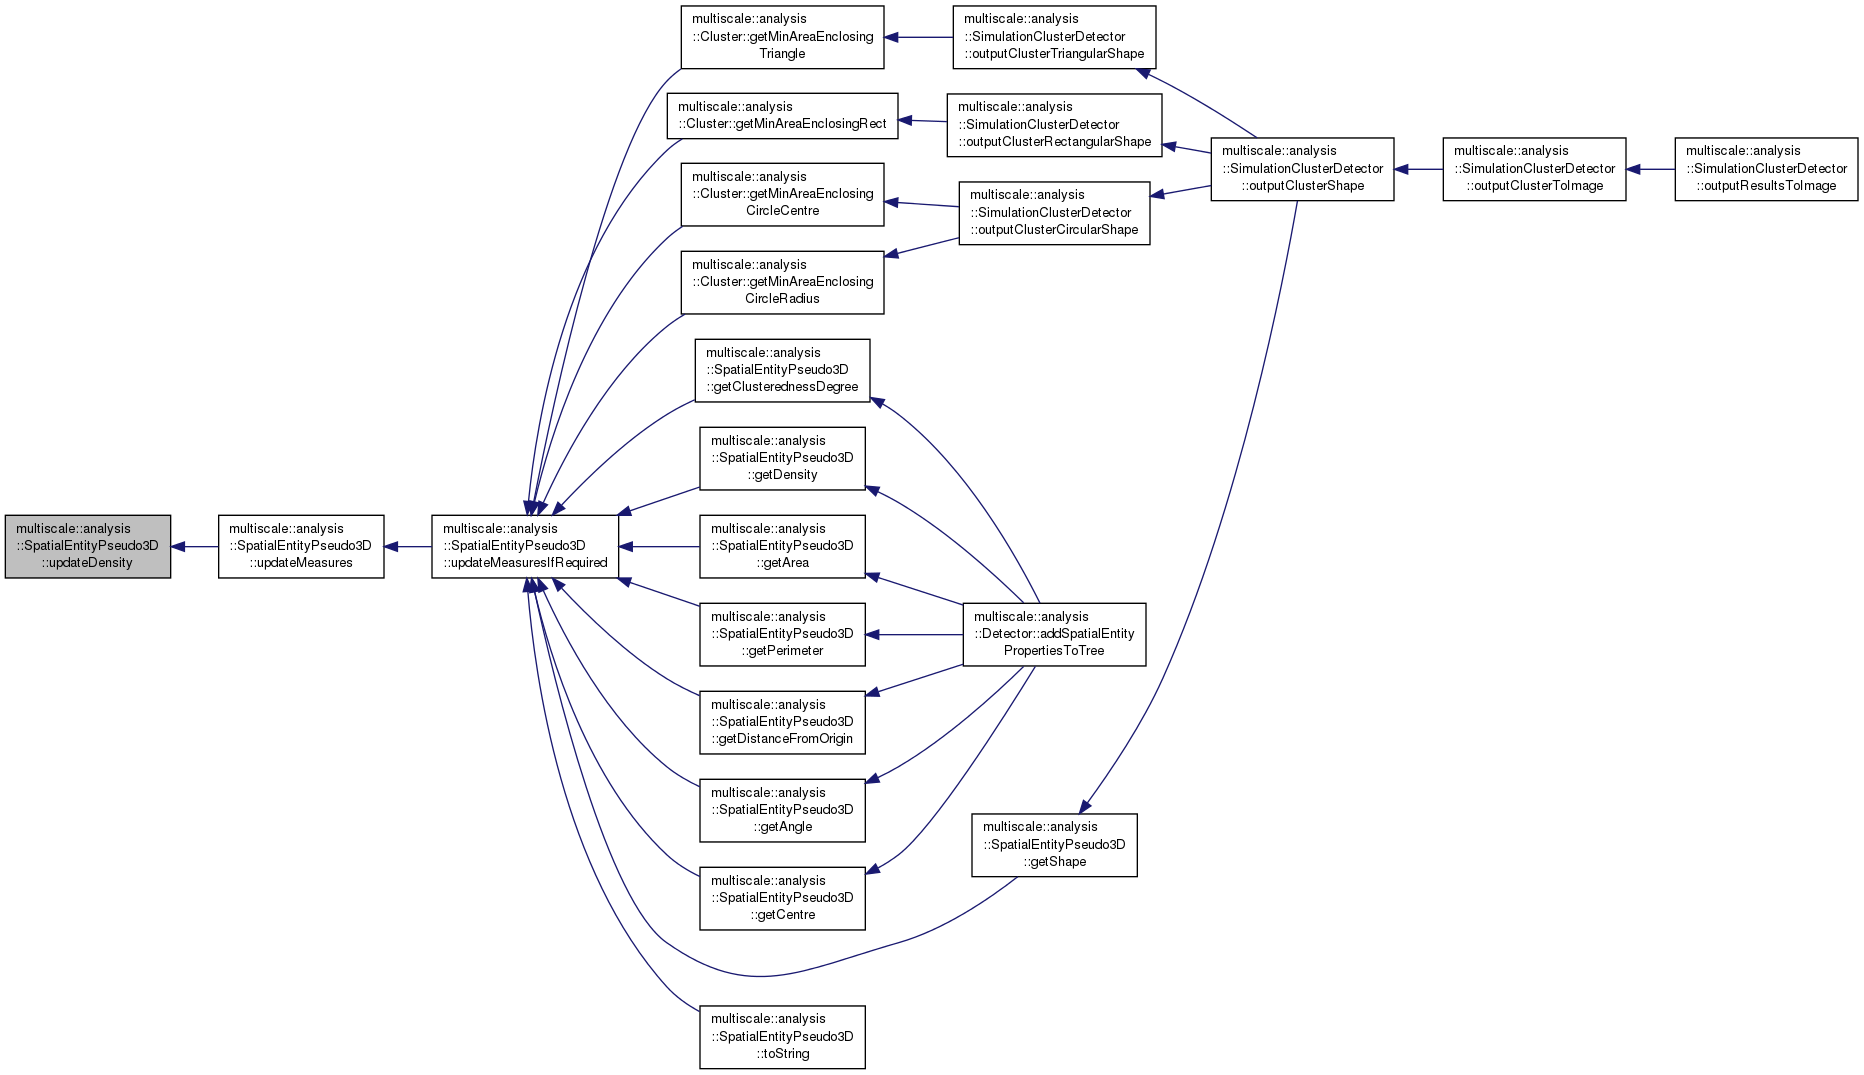 multiscale::analysis
::Cluster::getMinAreaEnclosing
Triangle
multiscale::analysis
::SimulationClusterDetector
::outputClusterTriangularShape
multiscale::analysis
::Cluster::getMinAreaEnclosingRect
multiscale::analysis
::SimulationClusterDetector
::outputClusterRectangularShape
multiscale::analysis
::Cluster::getMinAreaEnclosing
CircleCentre
multiscale::analysis
::SimulationClusterDetector
::outputClusterCircularShape
multiscale::analysis
::SimulationClusterDetector
::outputClusterShape
multiscale::analysis
::SimulationClusterDetector
::outputClusterToImage
multiscale::analysis
::SimulationClusterDetector
::outputResultsToImage
multiscale::analysis
::Cluster::getMinAreaEnclosing
CircleRadius
multiscale::analysis
::SpatialEntityPseudo3D
::getClusterednessDegree
multiscale::analysis
::SpatialEntityPseudo3D
::getDensity
multiscale::analysis
::SpatialEntityPseudo3D
::updateDensity
multiscale::analysis
::SpatialEntityPseudo3D
::updateMeasures
multiscale::analysis
::SpatialEntityPseudo3D
::updateMeasuresIfRequired
multiscale::analysis
::SpatialEntityPseudo3D
::getArea
multiscale::analysis
::SpatialEntityPseudo3D
::getPerimeter
multiscale::analysis
::Detector::addSpatialEntity
PropertiesToTree
multiscale::analysis
::SpatialEntityPseudo3D
::getDistanceFromOrigin
multiscale::analysis
::SpatialEntityPseudo3D
::getAngle
multiscale::analysis
::SpatialEntityPseudo3D
::getShape
multiscale::analysis
::SpatialEntityPseudo3D
::getCentre
multiscale::analysis
::SpatialEntityPseudo3D
::toString